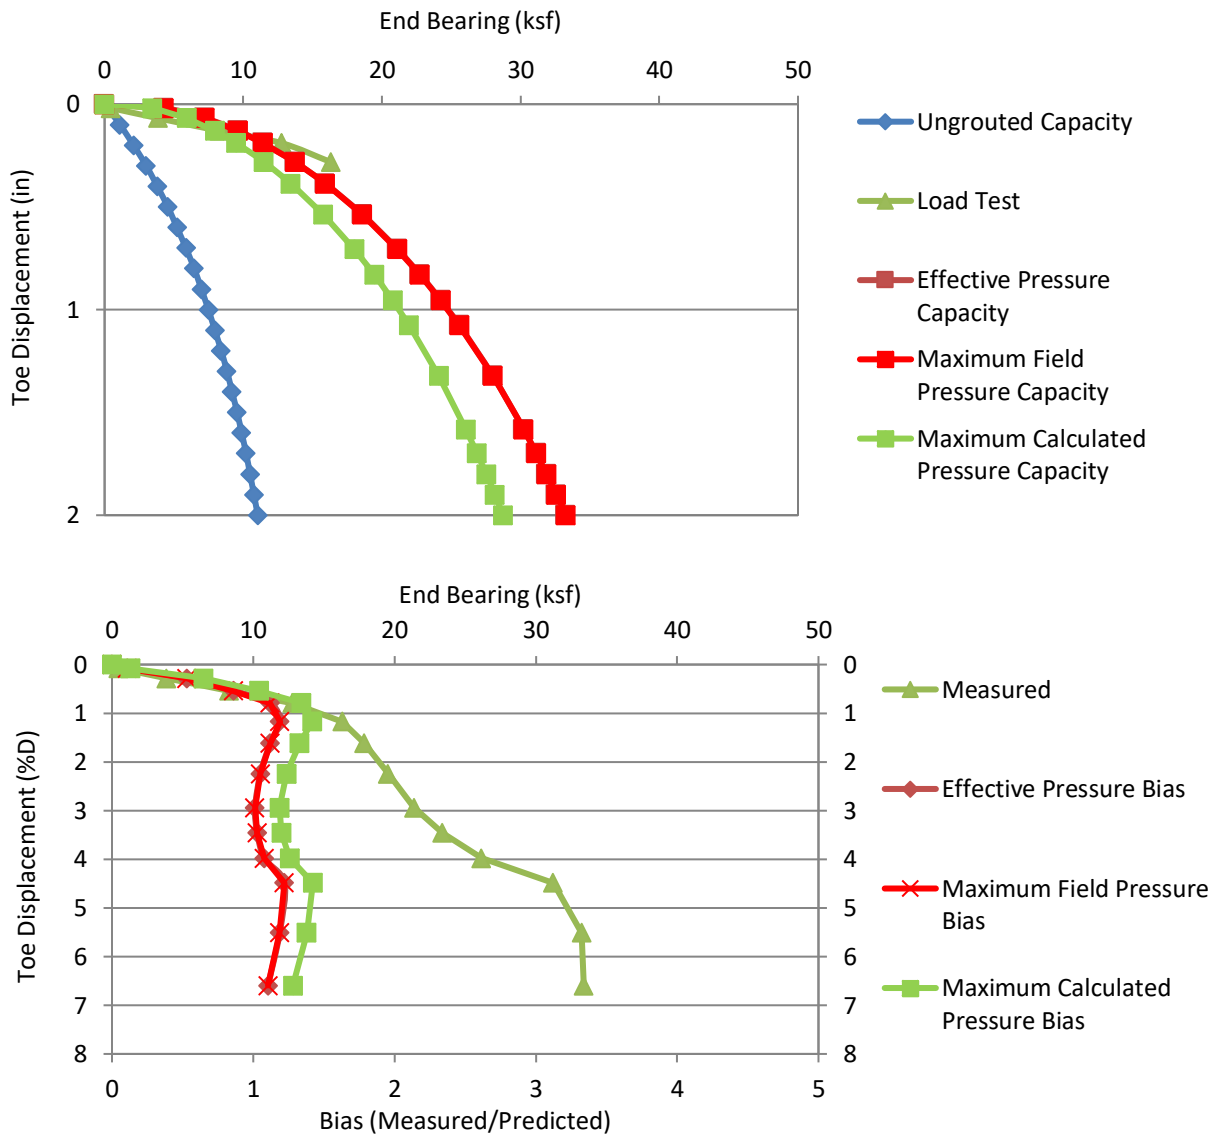 End Bearing (ksf)
0 10 20 30 40 50
0
1
2
Toe Displacement (in)
Ungrouted Capacity
Load Test
Effective Pressure
Capacity
Maximum Field
Pressure Capacity
Maximum Calculated
Pressure Capacity
End Bearing (ksf)
0 10 20 30 40 50
0 0
1 1
2 2
3 3
4 4
5 5
6 6
7 7
8 8
Toe Displacement (%D)
0 1 2 3 4 5
Bias (Measured/Predicted)
Measured
Effective Pressure Bias
Maximum Field Pressure
Bias
Maximum Calculated
Pressure Bias